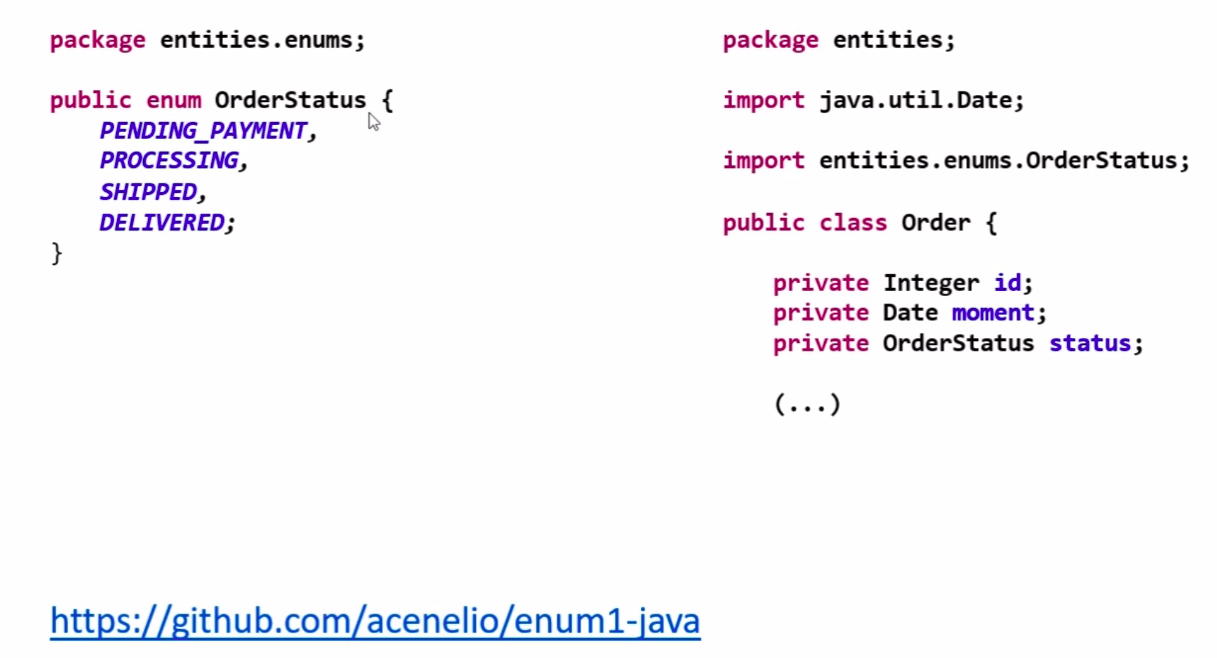 package entities.enums;
public enum OrderStatus {
PENDING_PAYMENT,
PROCESSING,
SHIPPED,
DELIVERED;
}
package entities;
import java.util.Date;
import entities.enums.OrderStatus;
public class Order {
private Integer id;
private Date moment;
private OrderStatus status;
(...)
https://github.com/acenelio/enum1-java